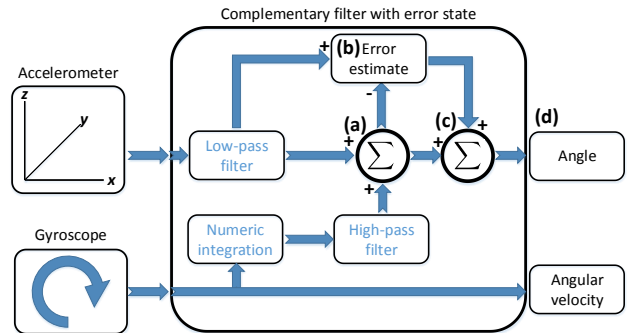 Complementary filter with error state
Accelerometer
z
y
x
+
(b) Error
estimate
-
(a)
(c)
(d)
+
+
+
Low-pass
filter
Σ
Σ
Angle
+
Numeric
integration
High-pass
filter
Gyroscope
Angular
velocity